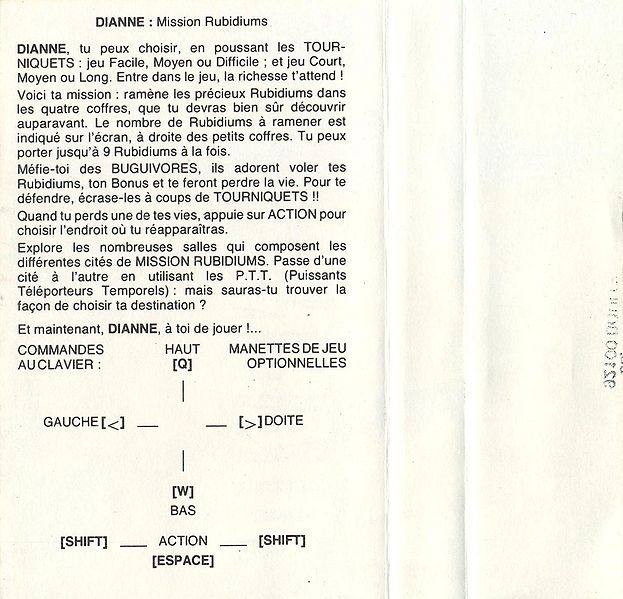 DIANNE : Mission Rubidiums
DIANNE, tu peux choisir, en poussant les TOUR-
NIQUETS : jeu Facile, Moyen ou Difficile ; et jeu Court,
Moyen ou Long. Entre dans le jeu, la richesse t'attend !
Voici ta mission : ramène les précieux Rubidiums dans
les quatre coffres, que tu devras bien sûr découvrir
auparavant. Le nombre de Rubidiums à ramener est
indiqué sur l'écran, à droite des petits coffres. Tu peux
porter jusqu'à 9 Rubidiums à la fois.
Méfie-toi des BUGUIVORES, ils adorent voler tes
Rubidiums, ton Bonus et te feront perdre la vie. Pour te
défendre, écrase-les à coups de TOURNIQUETS !!
Quand tu perds une de tes vies, appuie sur ACTION pour
choisir l'endroit où tu réapparaîtras.
Explore les nombreuses salles qui composent les
différentes cités de MISSION RUBIDIUMS. Passe d'une
cité à l'autre en utilisant les P.T.T. (Puissants
Téléporteurs Temporels) : mais sauras-tu trouver la
façon de choisir ta destination ?
Et maintenant, DIANNE, à toi de jouer !...
COMMANDES HAUT MANETTES DE JEU
AU CLAVIER : [Q] OPTIONNELLES
GAUCHE [<] — — [>] DOITE
[W]
BAS
[SHIFT] — ACTION — [SHIFT]
[ESPACE]
92100